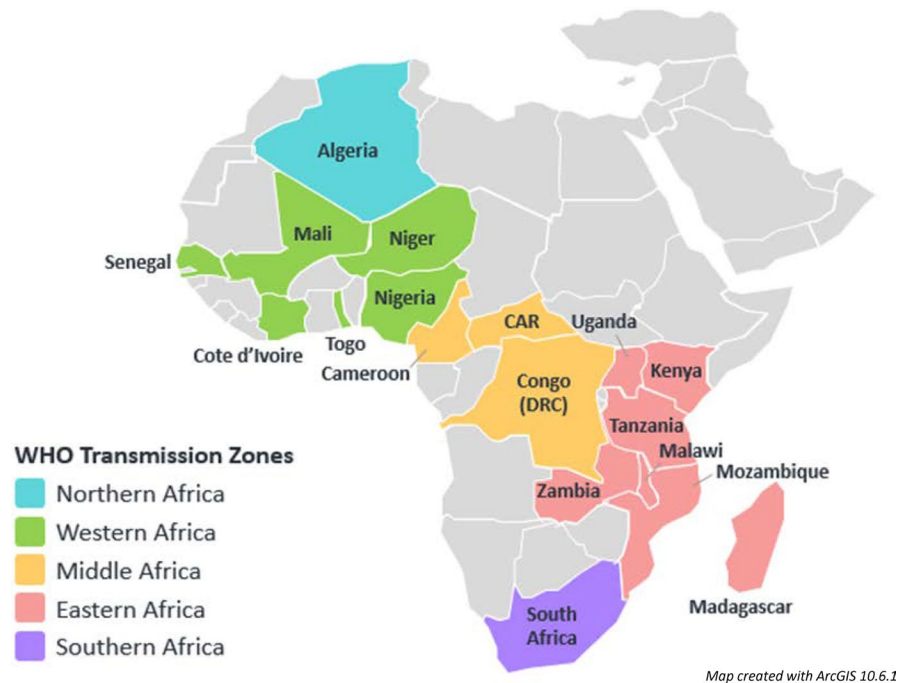 Algeria
Mali
Niger
Senegal
Nigeria
CAR
Uganda
Cote d'Ivoire
Togo
Cameroon
Congo
(DRC)
Kenya
Tanzania
Malawi
Mozambique
Zambia
Madagascar
South
Africa
WHO Transmission Zones
Northern Africa
Western Africa
Middle Africa
Eastern Africa
Southern Africa
Map created with ArcGIS 10.6.1